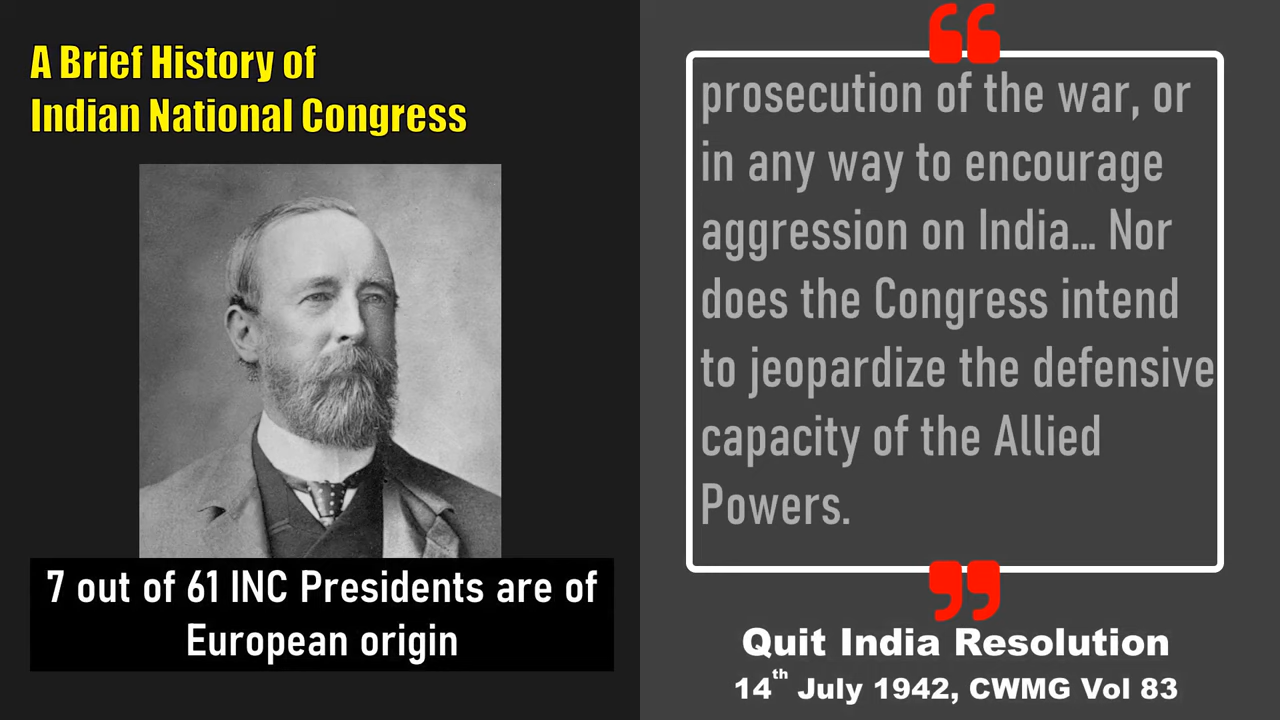 A Brief History of
Indian National Congress
7 out of 61 INC Presidents are of
European origin
❝
prosecution of the war, or
in any way to encourage
aggression on India... Nor
does the Congress intend
to jeopardize the defensive
capacity of the Allied
Powers.
❞
Quit India Resolution
14th July 1942, CWMG Vol 83